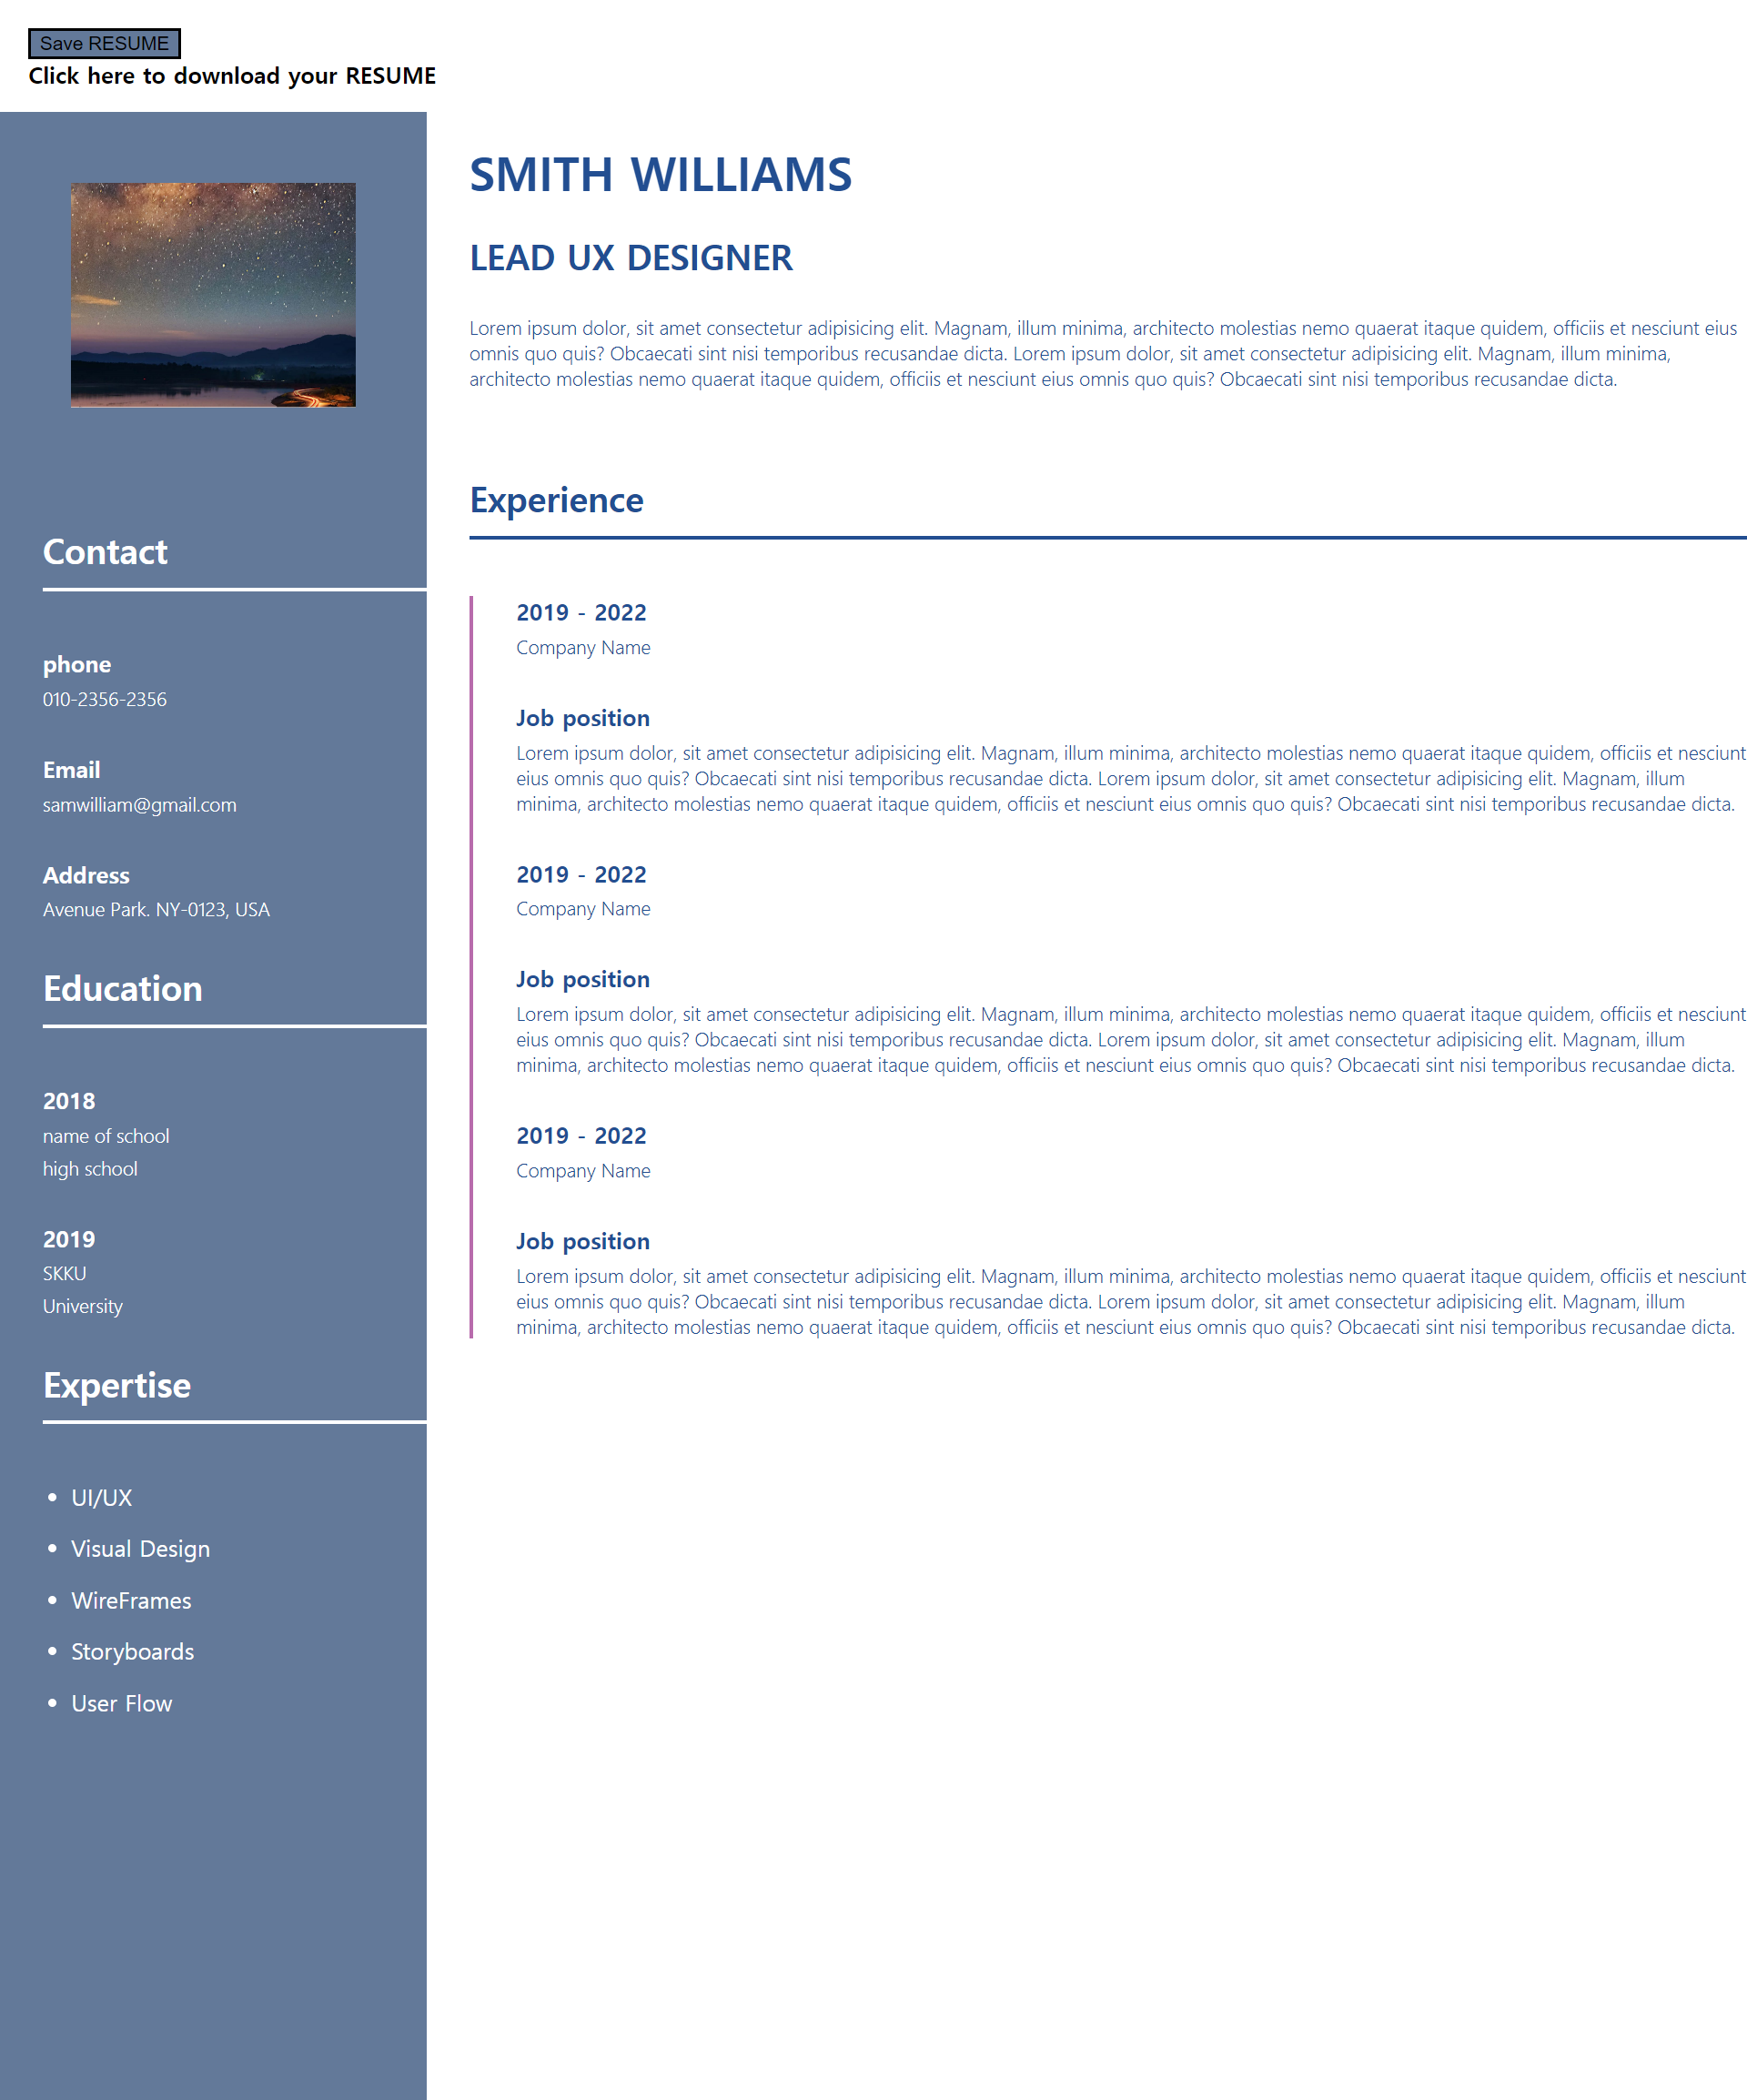 Save RESUME
Click here to download your RESUME
Contact
phone
010-2356-2356
Email
samwilliam@gmail.com
Address
Avenue Park. NY-0123, USA
Education
2018
name of school
high school
2019
SKKU
University
Expertise
• UI/UX
• Visual Design
• WireFrames
• Storyboards
• User Flow
SMITH WILLIAMS
LEAD UX DESIGNER
Lorem ipsum dolor, sit amet consectetur adipisicing elit. Magnam, illum minima, architecto molestias nemo quaerat itaque quidem, officiis et nesciunt eius
omnis quo quis? Obcaecati sint nisi temporibus recusandae dicta. Lorem ipsum dolor, sit amet consectetur adipisicing elit. Magnam, illum minima,
architecto molestias nemo quaerat itaque quidem, officiis et nesciunt eius omnis quo quis? Obcaecati sint nisi temporibus recusandae dicta.
Experience
2019 - 2022
Company Name
Job position
Lorem ipsum dolor, sit amet consectetur adipisicing elit. Magnam, illum minima, architecto molestias nemo quaerat itaque quidem, officiis et nesciunt
eius omnis quo quis? Obcaecati sint nisi temporibus recusandae dicta. Lorem ipsum dolor, sit amet consectetur adipisicing elit. Magnam, illum
minima, architecto molestias nemo quaerat itaque quidem, officiis et nesciunt eius omnis quo quis? Obcaecati sint nisi temporibus recusandae dicta.
2019 - 2022
Company Name
Job position
Lorem ipsum dolor, sit amet consectetur adipisicing elit. Magnam, illum minima, architecto molestias nemo quaerat itaque quidem, officiis et nesciunt
eius omnis quo quis? Obcaecati sint nisi temporibus recusandae dicta. Lorem ipsum dolor, sit amet consectetur adipisicing elit. Magnam, illum
minima, architecto molestias nemo quaerat itaque quidem, officiis et nesciunt eius omnis quo quis? Obcaecati sint nisi temporibus recusandae dicta.
2019 - 2022
Company Name
Job position
Lorem ipsum dolor, sit amet consectetur adipisicing elit. Magnam, illum minima, architecto molestias nemo quaerat itaque quidem, officiis et nesciunt
eius omnis quo quis? Obcaecati sint nisi temporibus recusandae dicta. Lorem ipsum dolor, sit amet consectetur adipisicing elit. Magnam, illum
minima, architecto molestias nemo quaerat itaque quidem, officiis et nesciunt eius omnis quo quis? Obcaecati sint nisi temporibus recusandae dicta.